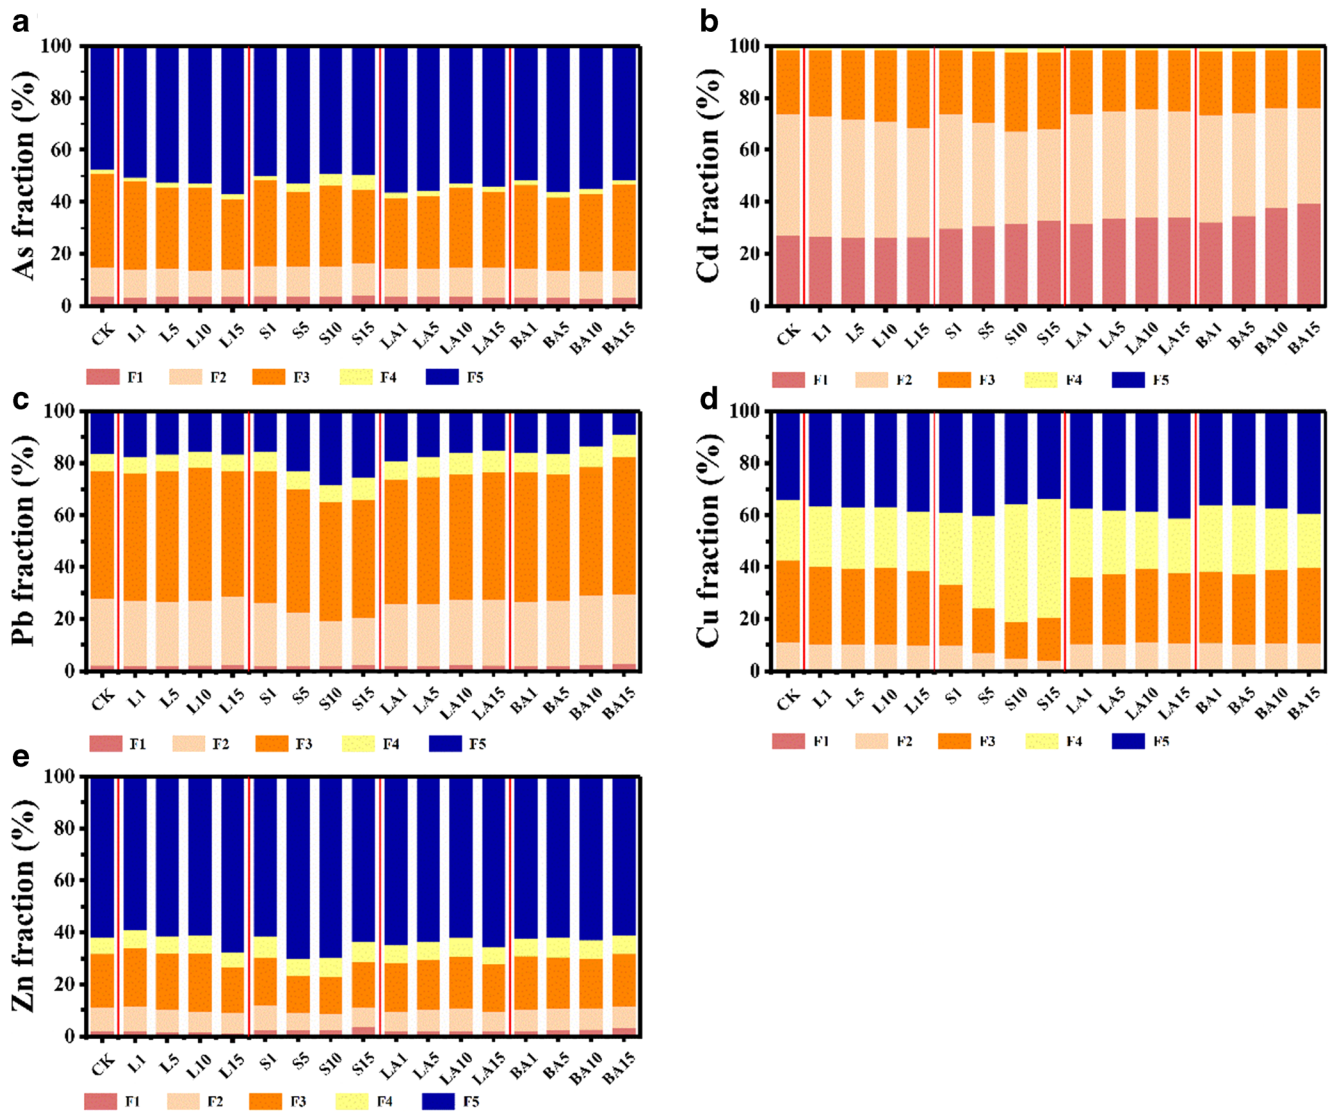 a
As fraction (%)
100
80
60
40
20
0
CK L1 L5 L10 L15 S1 S5 S10 S15 LA1 LA5 LA10 LA15 BA1 BA5 BA10 BA15
F1 F2 F3 F4 F5
b
Cd fraction (%)
100
80
60
40
20
0
CK L1 L5 L10 L15 S1 S5 S10 S15 LA1 LA5 LA10 LA15 BA1 BA5 BA10 BA15
F1 F2 F3 F4 F5
c
Pb fraction (%)
100
80
60
40
20
0
CK L1 L5 L10 L15 S1 S5 S10 S15 LA1 LA5 LA10 LA15 BA1 BA5 BA10 BA15
F1 F2 F3 F4 F5
d
Cu fraction (%)
100
80
60
40
20
0
CK L1 L5 L10 L15 S1 S5 S10 S15 LA1 LA5 LA10 LA15 BA1 BA5 BA10 BA15
F1 F2 F3 F4 F5
e
Zn fraction (%)
100
80
60
40
20
0
CK L1 L5 L10 L15 S1 S5 S10 S15 LA1 LA5 LA10 LA15 BA1 BA5 BA10 BA15
F1 F2 F3 F4 F5